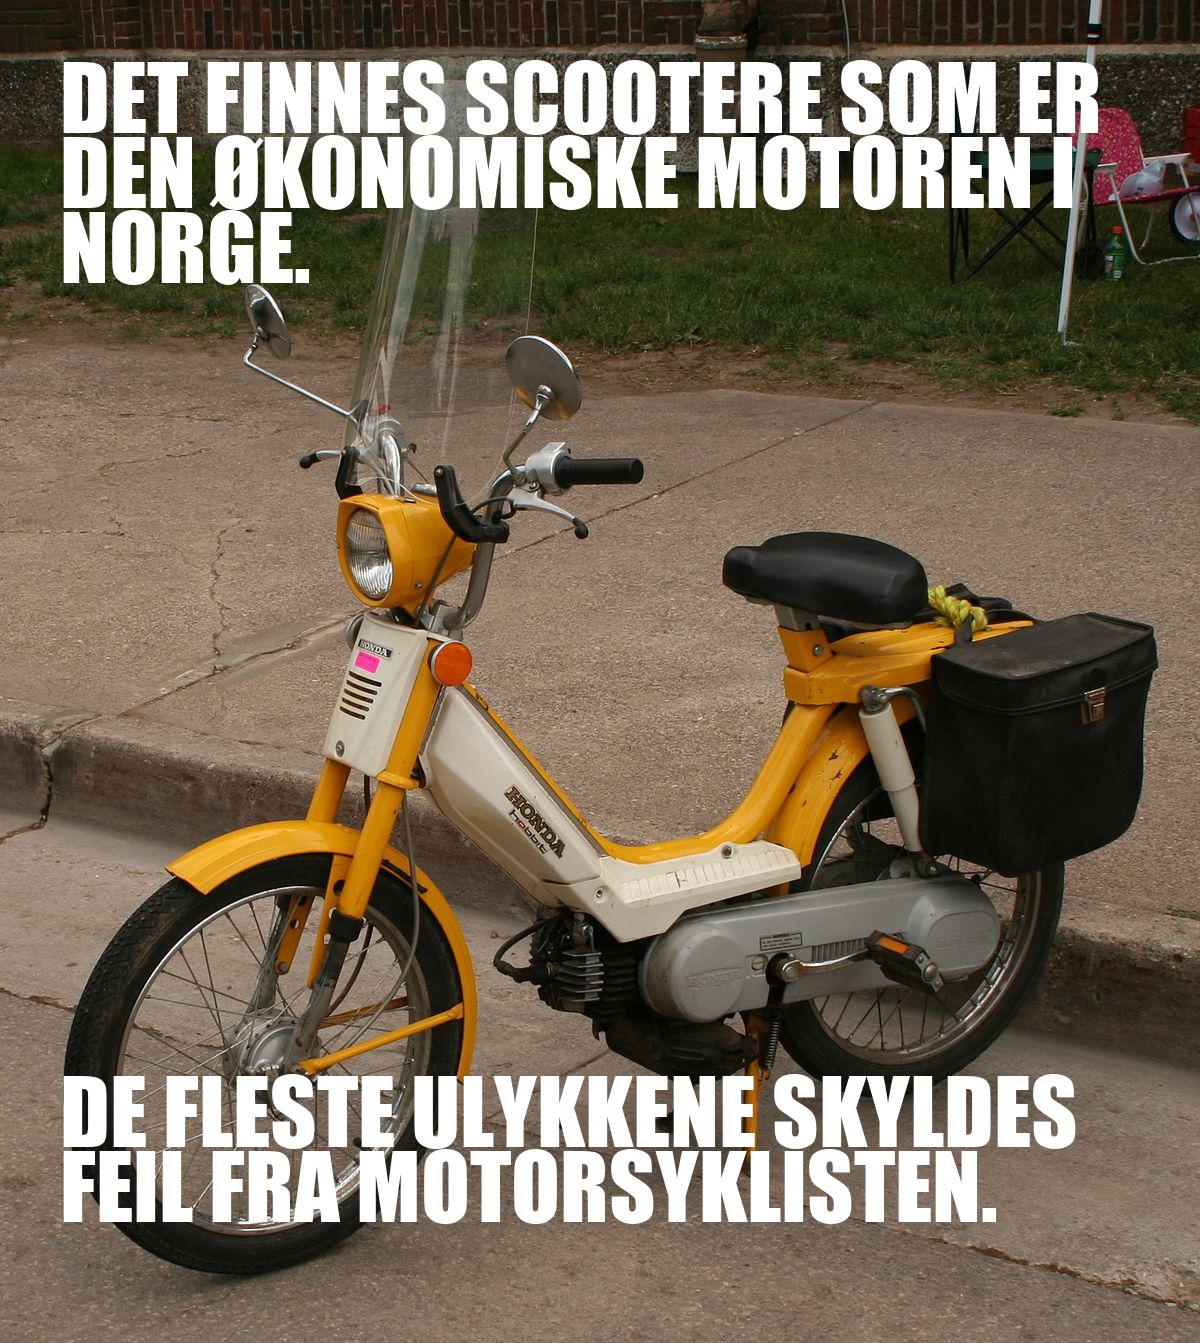 DET FINNES SCOOTERE SOM ER
DEN ØKONOMISKE MOTOREN I
NORGE.
HONDA
HONDA
hobbit
HONDA
DE FLESTE ULYKKENE SKYLDES
FEIL FRA MOTORSYKLISTEN.